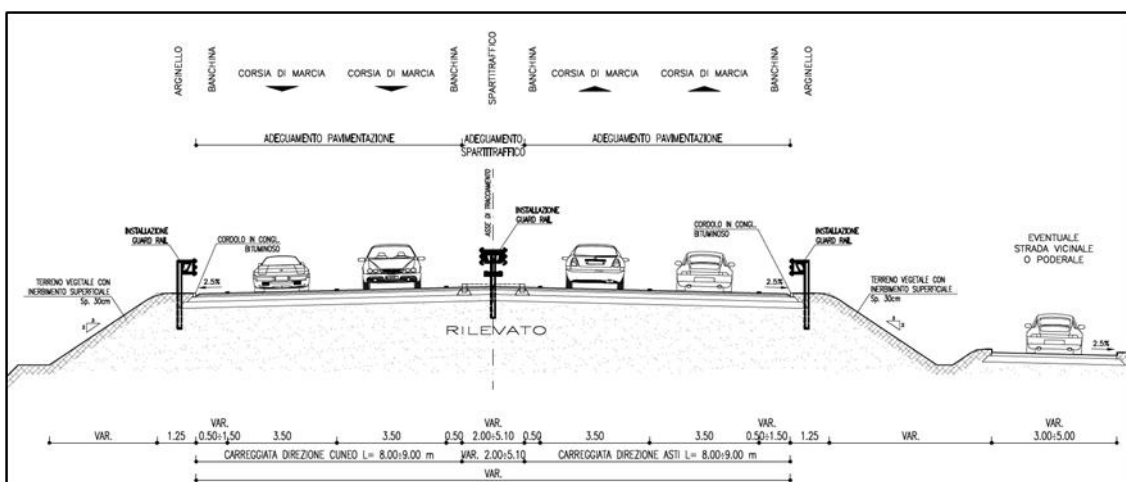 ARGINELLO
BANCHINA
CORSIA DI MARCIA
CORSIA DI MARCIA
BANCHINA
SPARTITRAFFICO
BANCHINA
CORSIA DI MARCIA
CORSIA DI MARCIA
BANCHINA
ARGINELLO
ADEGUAMENTO PAVIMENTAZIONE
ADEGUAMENTO
SPARTITRAFFICO
ADEGUAMENTO PAVIMENTAZIONE
ASSE DI TRACCIAMENTO
INSTALLAZIONE
GUARD RAIL
CORDOLO IN CONGL.
BITUMINOSO
INSTALLAZIONE
GUARD RAIL
CORDOLO IN CONGL.
BITUMINOSO
INSTALLAZIONE
GUARD RAIL
EVENTUALE
STRADA VICINALE
O PODERALE
TERRENO VEGETALE CON
INERBIMENTO SUPERFICIALE
Sp. 30cm
2.5%
2.5%
TERRENO VEGETALE CON
INERBIMENTO SUPERFICIALE
Sp. 30cm
RILEVATO
2.5%
VAR.
1.25
VAR.
0.50÷1.50
3.50
3.50
0.50
VAR.
2.00÷5.10
0.50
3.50
3.50
VAR.
0.50÷1.50
1.25
VAR.
VAR.
3.00÷5.00
CARREGGIATA DIREZIONE CUNEO L= 8.00÷9.00 m
VAR. 2.00÷5.10
CARREGGIATA DIREZIONE ASTI L= 8.00÷9.00 m
VAR.